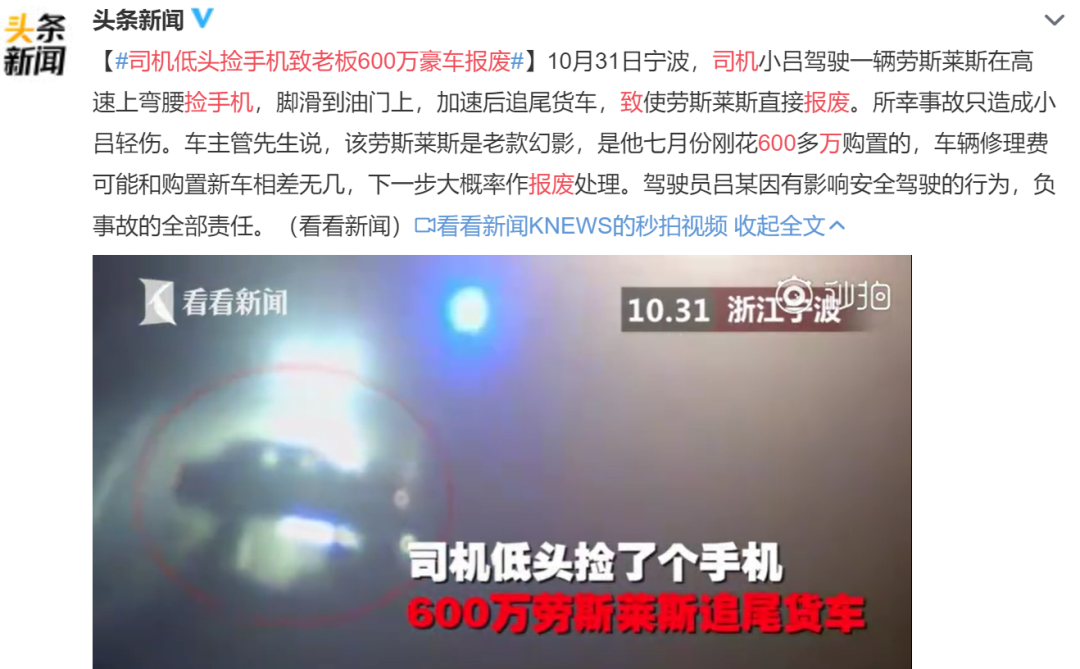 头条
新闻
头条新闻
【#司机低头捡手机致老板600万豪车报废#】10月31日宁波，司机小吕驾驶一辆劳斯莱斯在高
速上弯腰捡手机，脚滑到油门上，加速后追尾货车，致使劳斯莱斯直接报废。所幸事故只造成小
吕轻伤。车主管先生说，该劳斯莱斯是老款幻影，是他七月份刚花600多万购置的，车辆修理费
可能和购置新车相差无几，下一步大概率作报废处理。驾驶员吕某因有影响安全驾驶的行为，负
事故的全部责任。（看看新闻）看看新闻KNEWS的秒拍视频 收起全文
看看新闻
10.31 浙江宁波
秒拍
司机低头捡了个手机
600万劳斯莱斯追尾货车